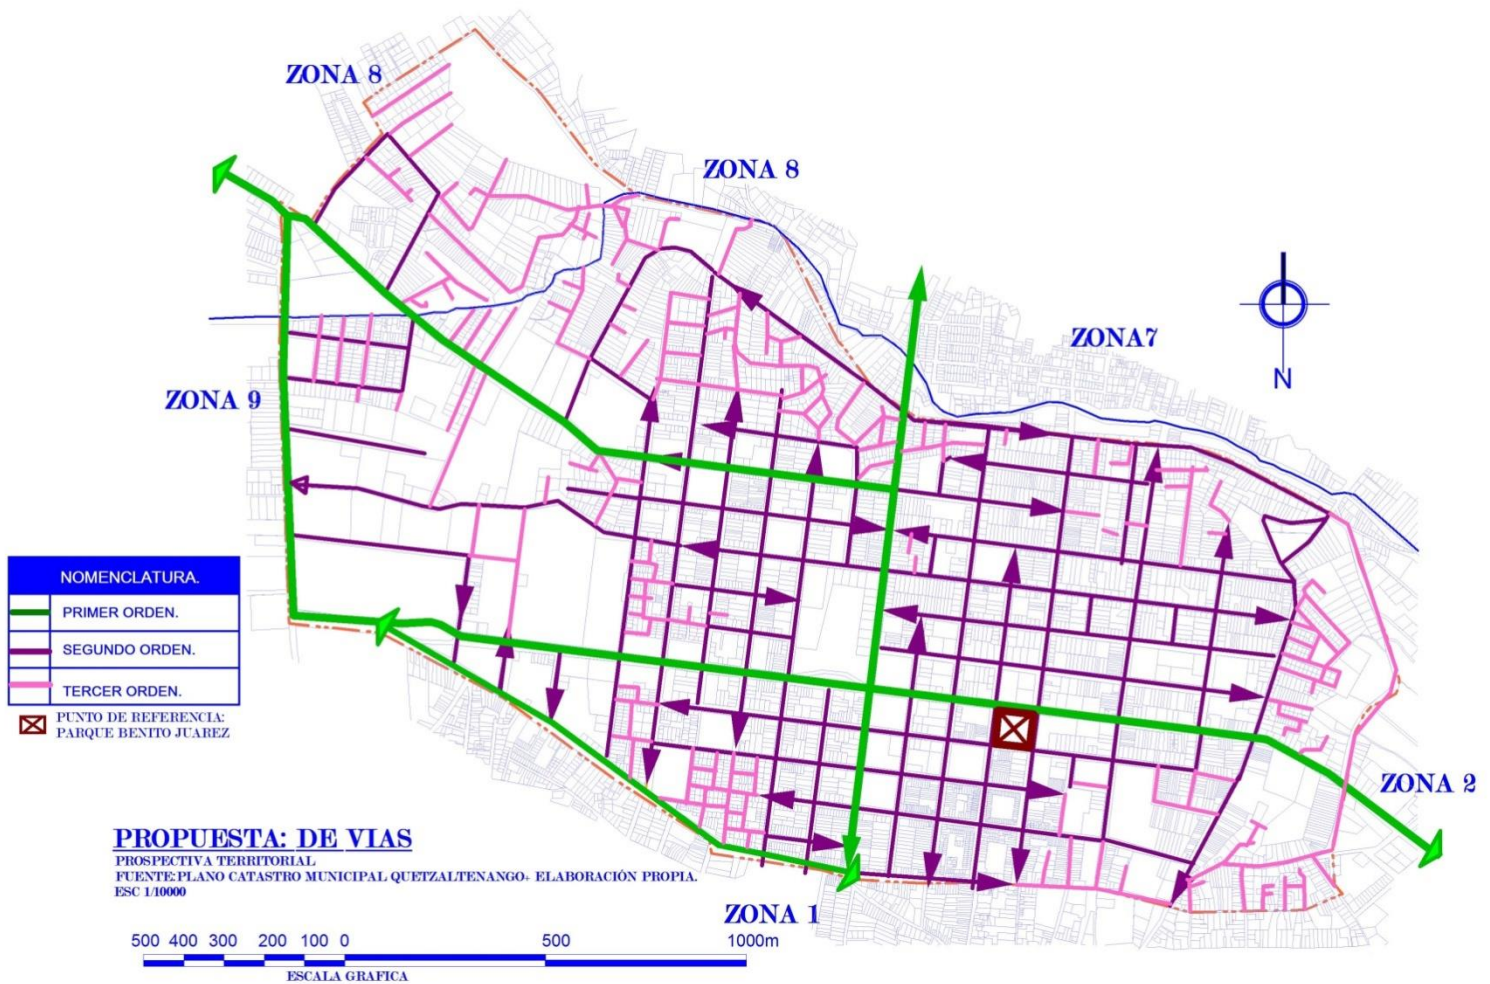 ZONA 8
ZONA 8
ZONA7
N
ZONA 9
NOMENCLATURA.
PRIMER ORDEN.
SEGUNDO ORDEN.
TERCER ORDEN.
PUNTO DE REFERENCIA:
PARQUE BENITO JUAREZ
ZONA 2
PROPUESTA: DE VIAS
PROSPECTIVA TERRITORIAL
FUENTE:PLANO CATASTRO MUNICIPAL QUETZALTENANGO+ ELABORACIÓN PROPIA.
ESC 1/10000
ZONA 1
500 400 300 200 100 0 500 1000m
ESCALA GRAFICA